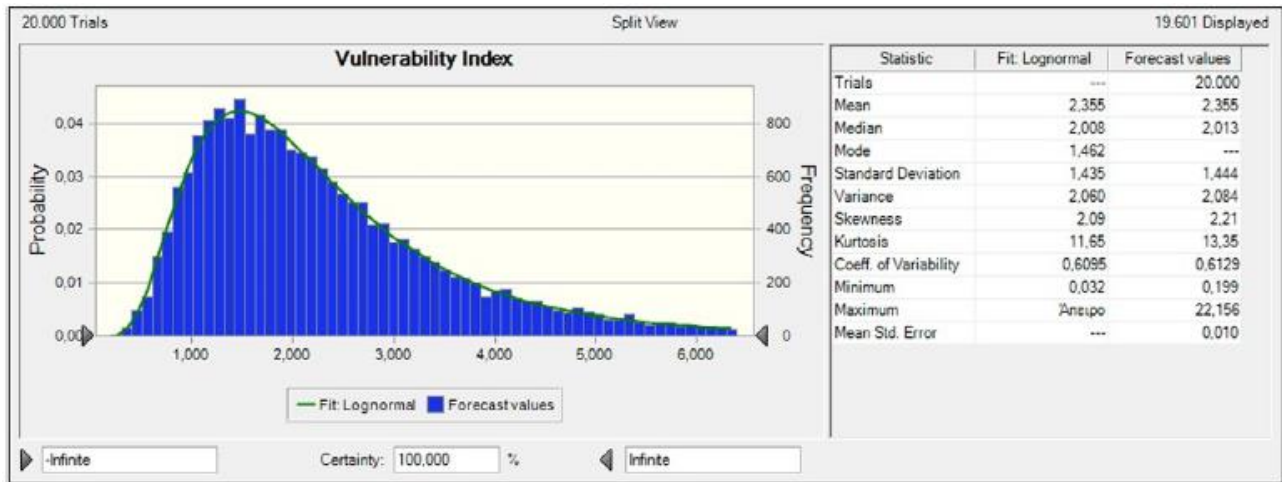 20.000 Trials Split View 19.601 Displayed
Vulnerability Index
Probability
0,04
0,03
0,02
0,01
0,00
800
600
400
200
0
Frequency
1,000 2,000 3,000 4,000 5,000 6,000
Fit: Lognormal Forecast values
Statistic Fit: Lognormal Forecast values
Trials --- 20.000
Mean 2,355 2,355
Median 2,008 2,013
Mode 1,462 ---
Standard Deviation 1,435 1,444
Variance 2,060 2,084
Skewness 2.09 2,21
Kurtosis 11,65 13,35
Coeff. of Variability 0,6095 0,6129
Minimum 0,032 0,199
Maximum Άπειρο 22,156
Mean Std. Error --- 0,010
-Infinite Certainty: 100,000 % Infinite